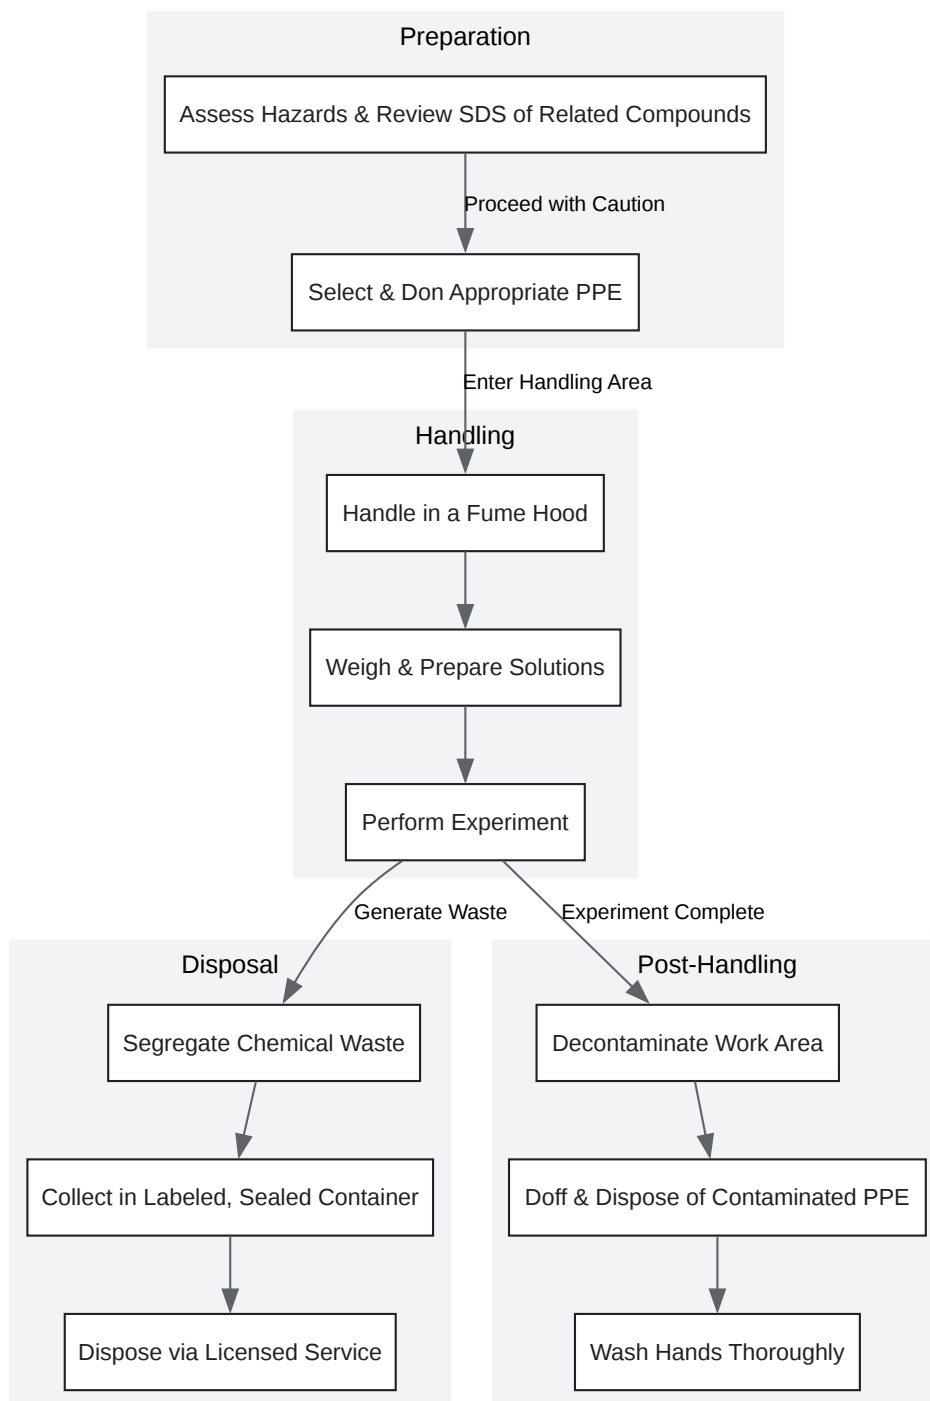 Preparation
Assess Hazards & Review SDS of Related Compounds
Proceed with Caution
Select & Don Appropriate PPE
Enter Handling Area
Handling
Handle in a Fume Hood
Weigh & Prepare Solutions
Perform Experiment
Generate Waste
Experiment Complete
Disposal
Segregate Chemical Waste
Collect in Labeled, Sealed Container
Dispose via Licensed Service
Post-Handling
Decontaminate Work Area
Doff & Dispose of Contaminated PPE
Wash Hands Thoroughly